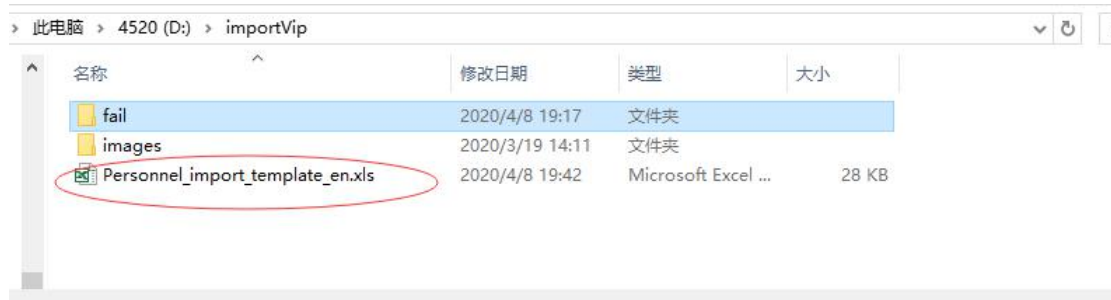 此电脑 > 4520 (D:) > importVip
名称 修改日期 类型 大小
fail 2020/4/8 19:17 文件夹
images 2020/3/19 14:11 文件夹
Personnel_import_template_en.xls 2020/4/8 19:42 Microsoft Excel ... 28 KB